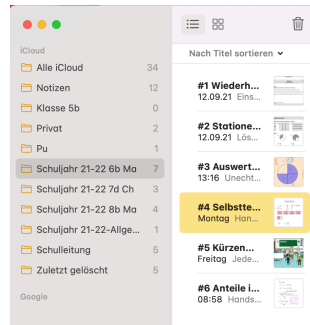 iCloud
Alle iCloud 34
Notizen 12
Klasse 5b 0
Privat 2
Pu 1
Schuljahr 21-22 6b Ma 7
Schuljahr 21-22 7d Ch 3
Schuljahr 21-22 8b Ma 4
Schuljahr 21-22-Allge... 1
Schulleitung 5
Zuletzt gelöscht 5
Google
Nach Titel sortieren
#1 Wiederh...
12.09.21 Eins...
#2 Statione...
12.09.21 Lös...
#3 Auswert...
13:16 Unecht...
#4 Selbstte...
Montag Han...
#5 Kürzen...
Freitag Jede...
#6 Anteile i...
08:58 Hands...